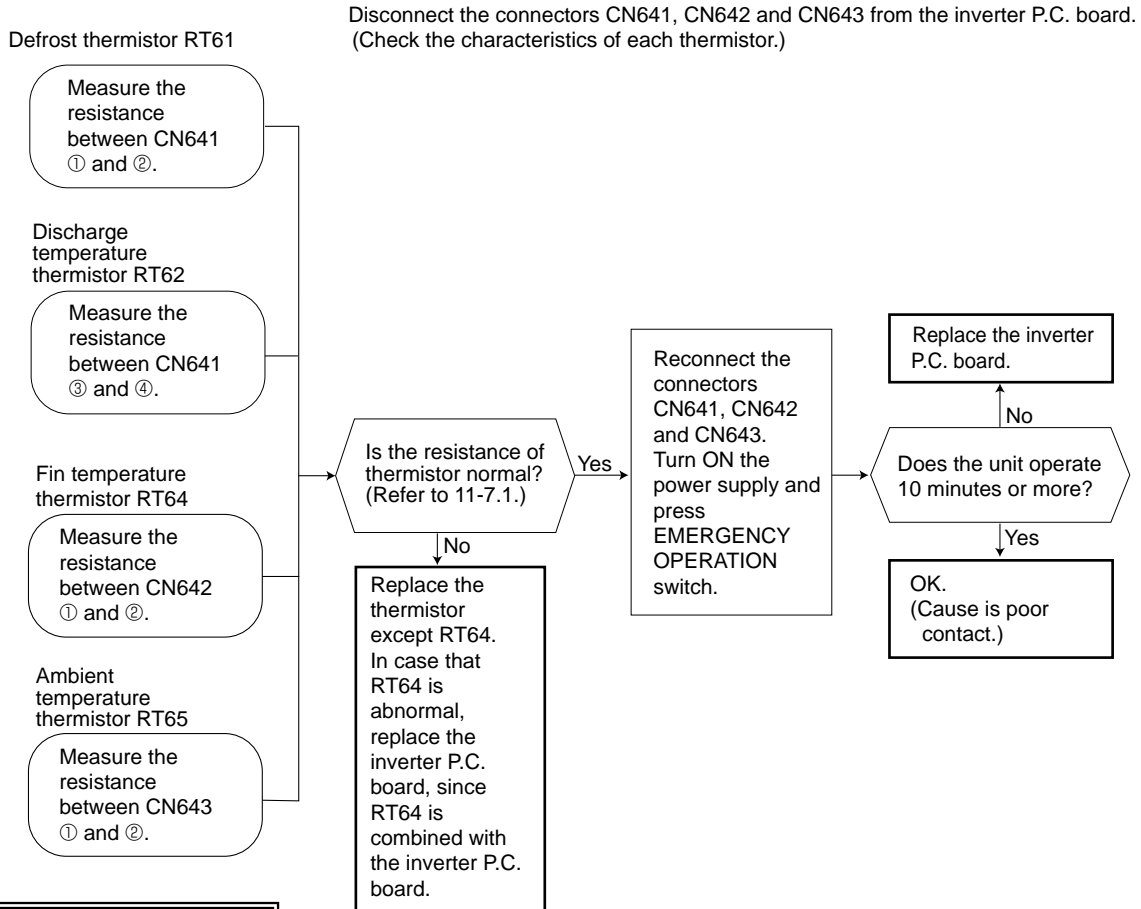 Disconnect the connectors CN641, CN642 and CN643 from the inverter P.C. board.
(Check the characteristics of each thermistor.)
Defrost thermistor RT61
Measure the
resistance
between CN641
① and ②.
Discharge
temperature
thermistor RT62
Measure the
resistance
between CN641
③ and ④.
Fin temperature
thermistor RT64
Measure the
resistance
between CN642
① and ②.
Ambient
temperature
thermistor RT65
Measure the
resistance
between CN643
① and ②.
Is the resistance of
thermistor normal?
(Refer to 11-7.1.)
Yes
No
Replace the
thermistor
except RT64.
In case that
RT64 is
abnormal,
replace the
inverter P.C.
board, since
RT64 is
combined with
the inverter P.C.
board.
Reconnect the
connectors
CN641, CN642
and CN643.
Turn ON the
power supply and
press
EMERGENCY
OPERATION
switch.
Replace the inverter
P.C. board.
No
Does the unit operate
10 minutes or more?
Yes
OK.
(Cause is poor
contact.)